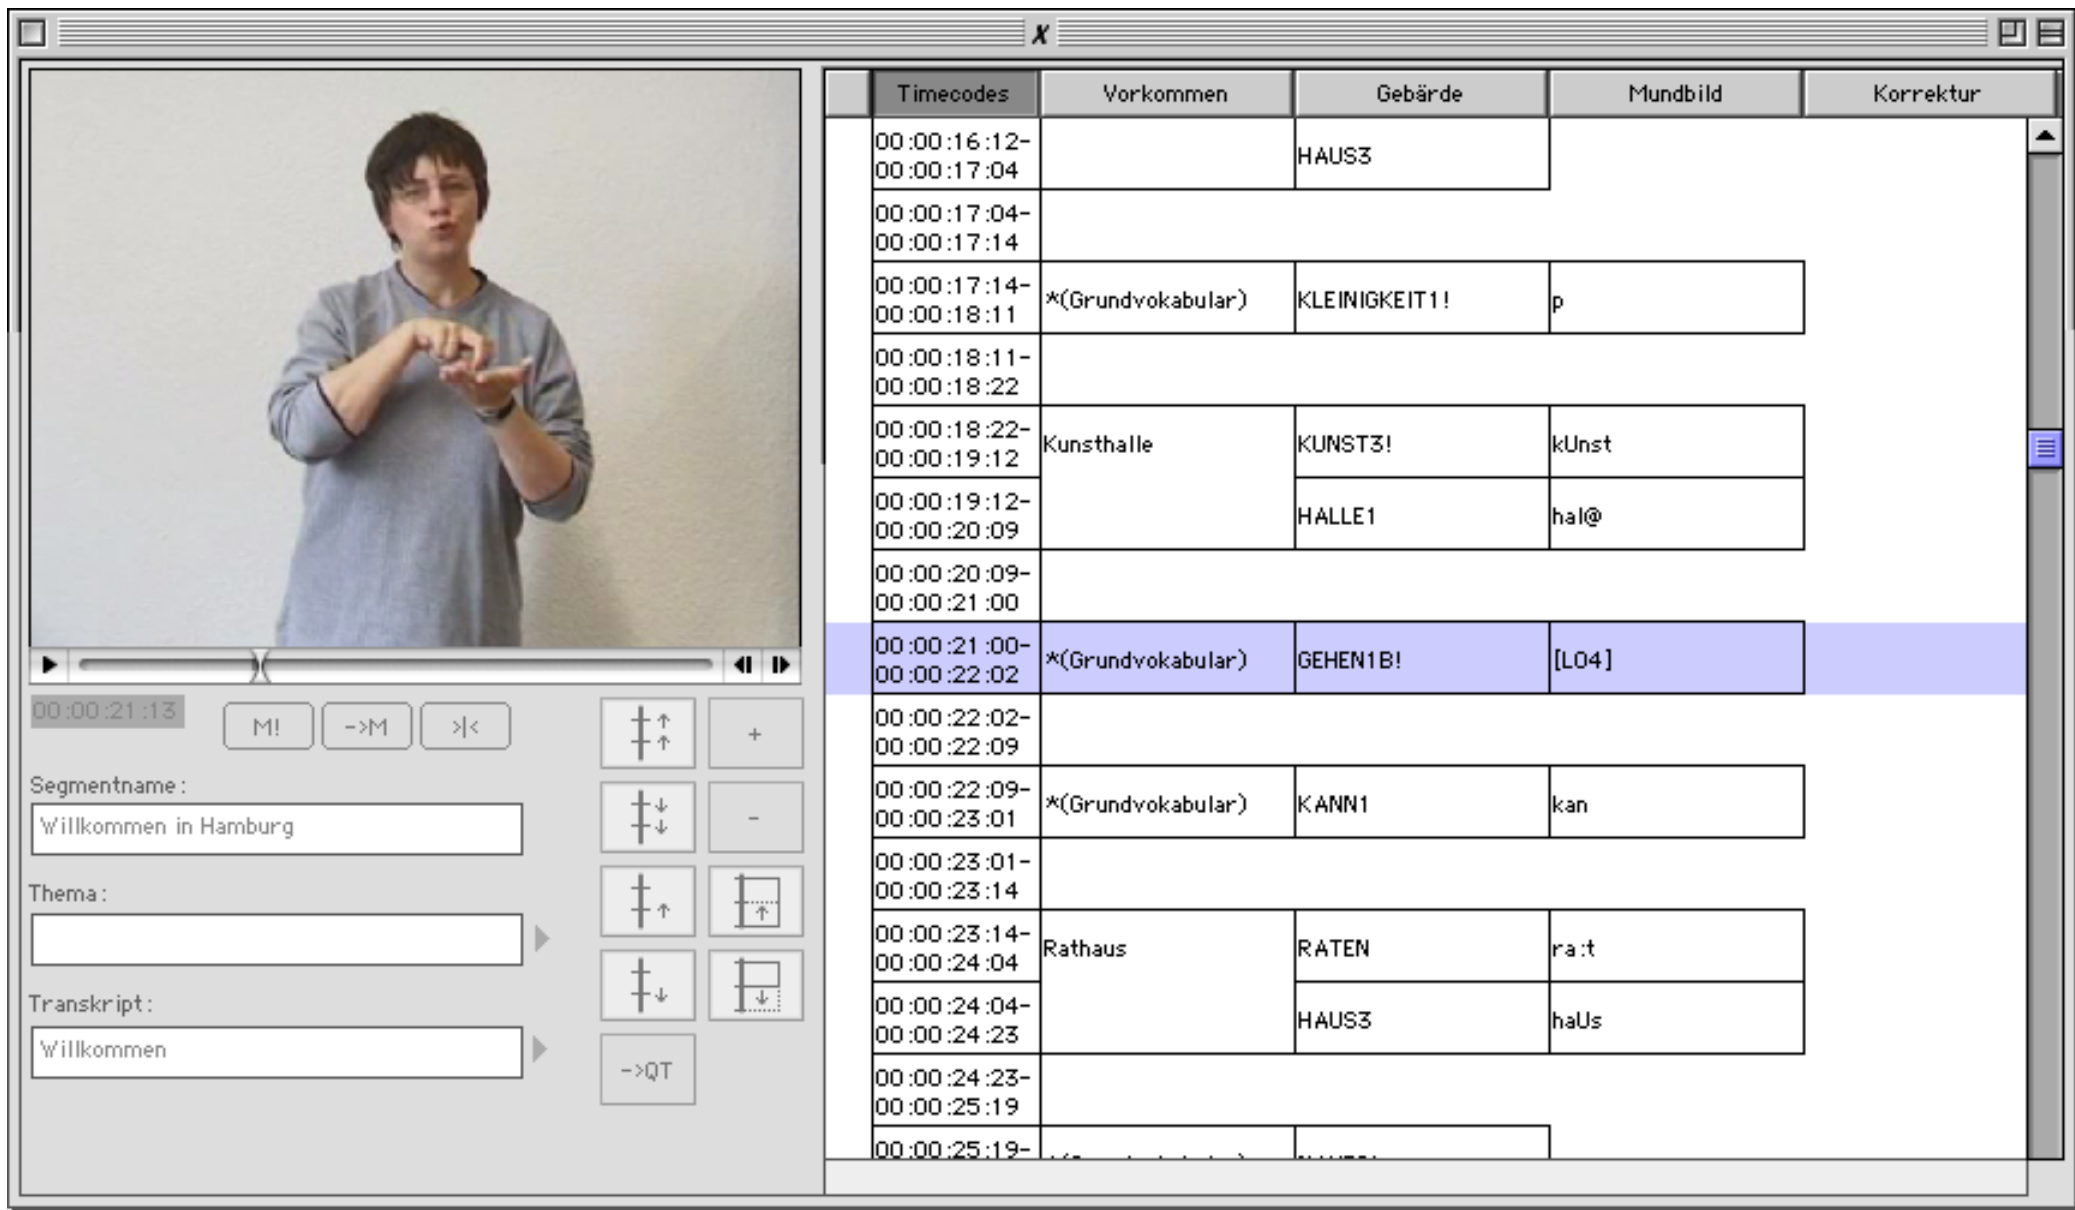 X
Timecodes Vorkommen Gebärde Mundbild Korrektur
00:00:16:12-
00:00:17:04
HAUS3
00:00:17:04-
00:00:17:14
00:00:17:14-
00:00:18:11
*(Grundvokabular) KLEINIGKEIT1! p
00:00:18:11-
00:00:18:22
00:00:18:22-
00:00:19:12
Kunsthalle KUNST3! kUnst
00:00:19:12-
00:00:20:09
HALLE1 hal@
00:00:20:09-
00:00:21:00
00:00:21:00-
00:00:22:02
*(Grundvokabular) GEHEN1B! [LO4]
00:00:22:02-
00:00:22:09
00:00:22:09-
00:00:23:01
*(Grundvokabular) KANN1 kan
00:00:23:01-
00:00:23:14
00:00:23:14-
00:00:24:04
Rathaus RATEN ra:t
00:00:24:04-
00:00:24:23
HAUS3 haUs
00:00:24:23-
00:00:25:19
00:00:25:19-
00:00:21:13
M! ->M >|<
+
Segmentname:
Willkommen in Hamburg
-
Thema:
Transkript:
Willkommen
->QT